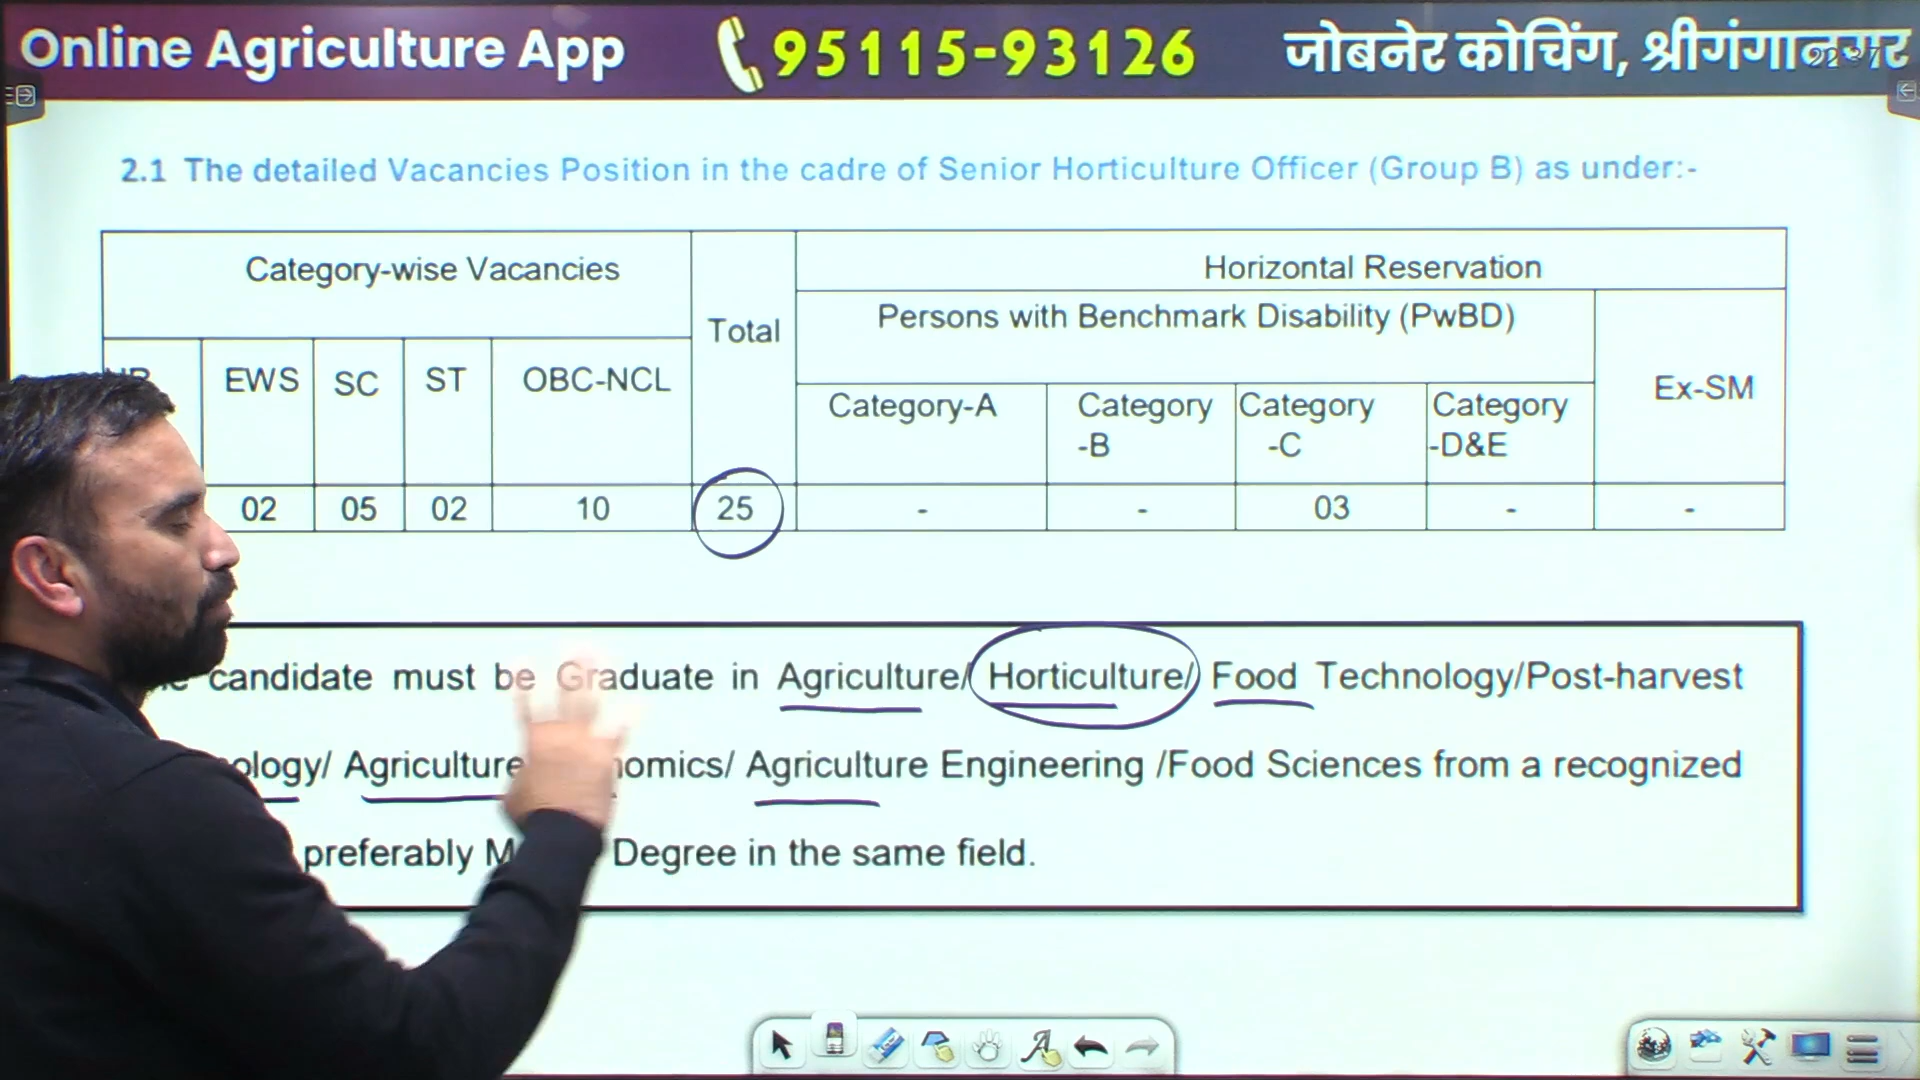 Online Agriculture App 95115-93126 जोबनेर कोचिंग, श्रीगंगानगर
2.1 The detailed Vacancies Position in the cadre of Senior Horticulture Officer (Group B) as under:-
Category-wise Vacancies
Total
Horizontal Reservation
Persons with Benchmark Disability (PwBD)
Ex-SM
EWS SC ST OBC-NCL
Category-A
Category -B
Category -C
Category -D&E
02 05 02 10 25 - - 03 - -
candidate must be Graduate in Agriculture/ Horticulture/ Food Technology/Post-harvest
Agriculture Agriculture Engineering /Food Sciences from a recognized
preferably Degree in the same field.